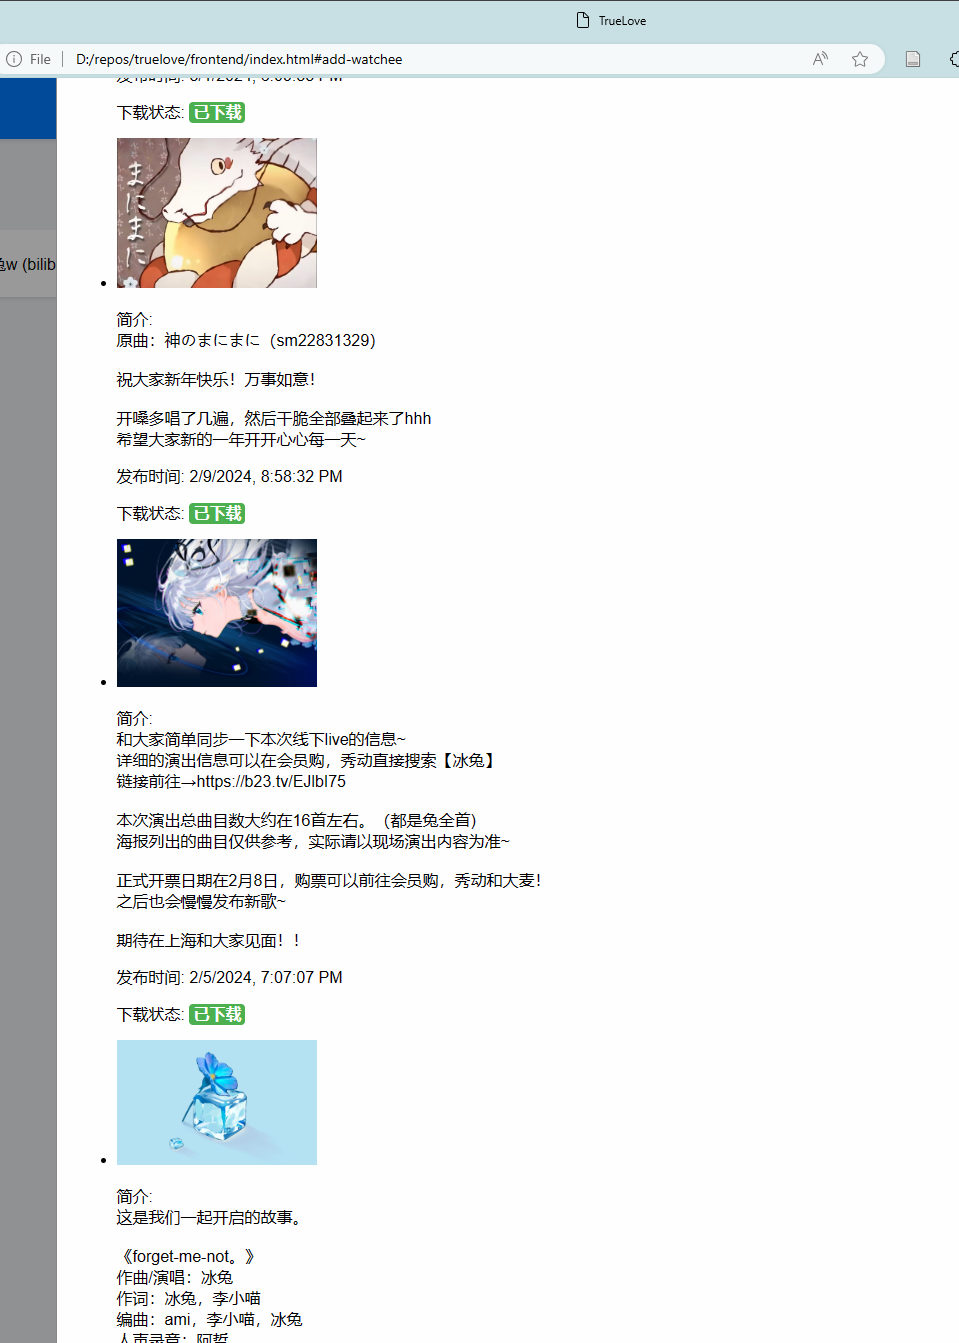 TrueLove
File
D:/repos/truelove/frontend/index.html#add-watchee
下载状态: 已下载
まにまに
w (bilib
简介:
原曲：神のまにまに（sm22831329）
祝大家新年快乐！万事如意！
开嗓多唱了几遍，然后干脆全部叠起来了hhh
希望大家新的一年开开心心每一天~
发布时间: 2/9/2024, 8:58:32 PM
下载状态: 已下载
简介:
和大家简单同步一下本次线下live的信息~
详细的演出信息可以在会员购，秀动直接搜索【冰兔】
链接前往→https://b23.tv/EJlbI75
本次演出总曲目数大约在16首左右。（都是兔全首）
海报列出的曲目仅供参考，实际请以现场演出内容为准~
正式开票日期在2月8日，购票可以前往会员购，秀动和大麦！
之后也会慢慢发布新歌~
期待在上海和大家见面！！
发布时间: 2/5/2024, 7:07:07 PM
下载状态: 已下载
简介:
这是我们一起开启的故事。
《forget-me-not。》
作曲/演唱：冰兔
作词：冰兔，李小喵
编曲：ami，李小喵，冰兔
人声录音：阿哲